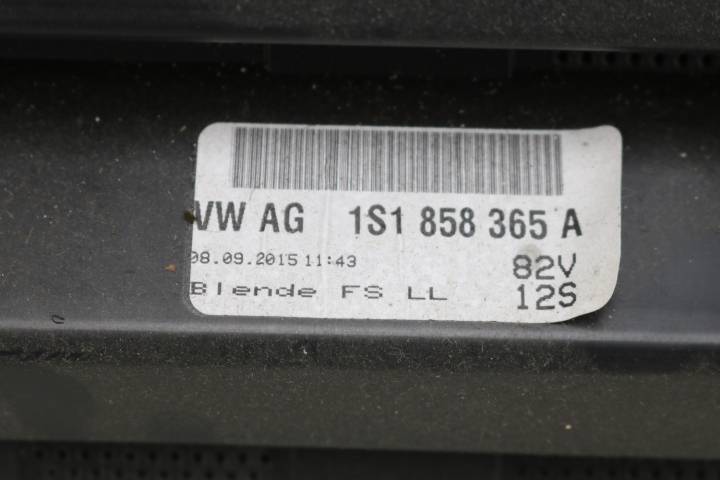 VW AG 1S1 858 365 A
08.09.2015 11:43 82V
Blende FS LL 12S